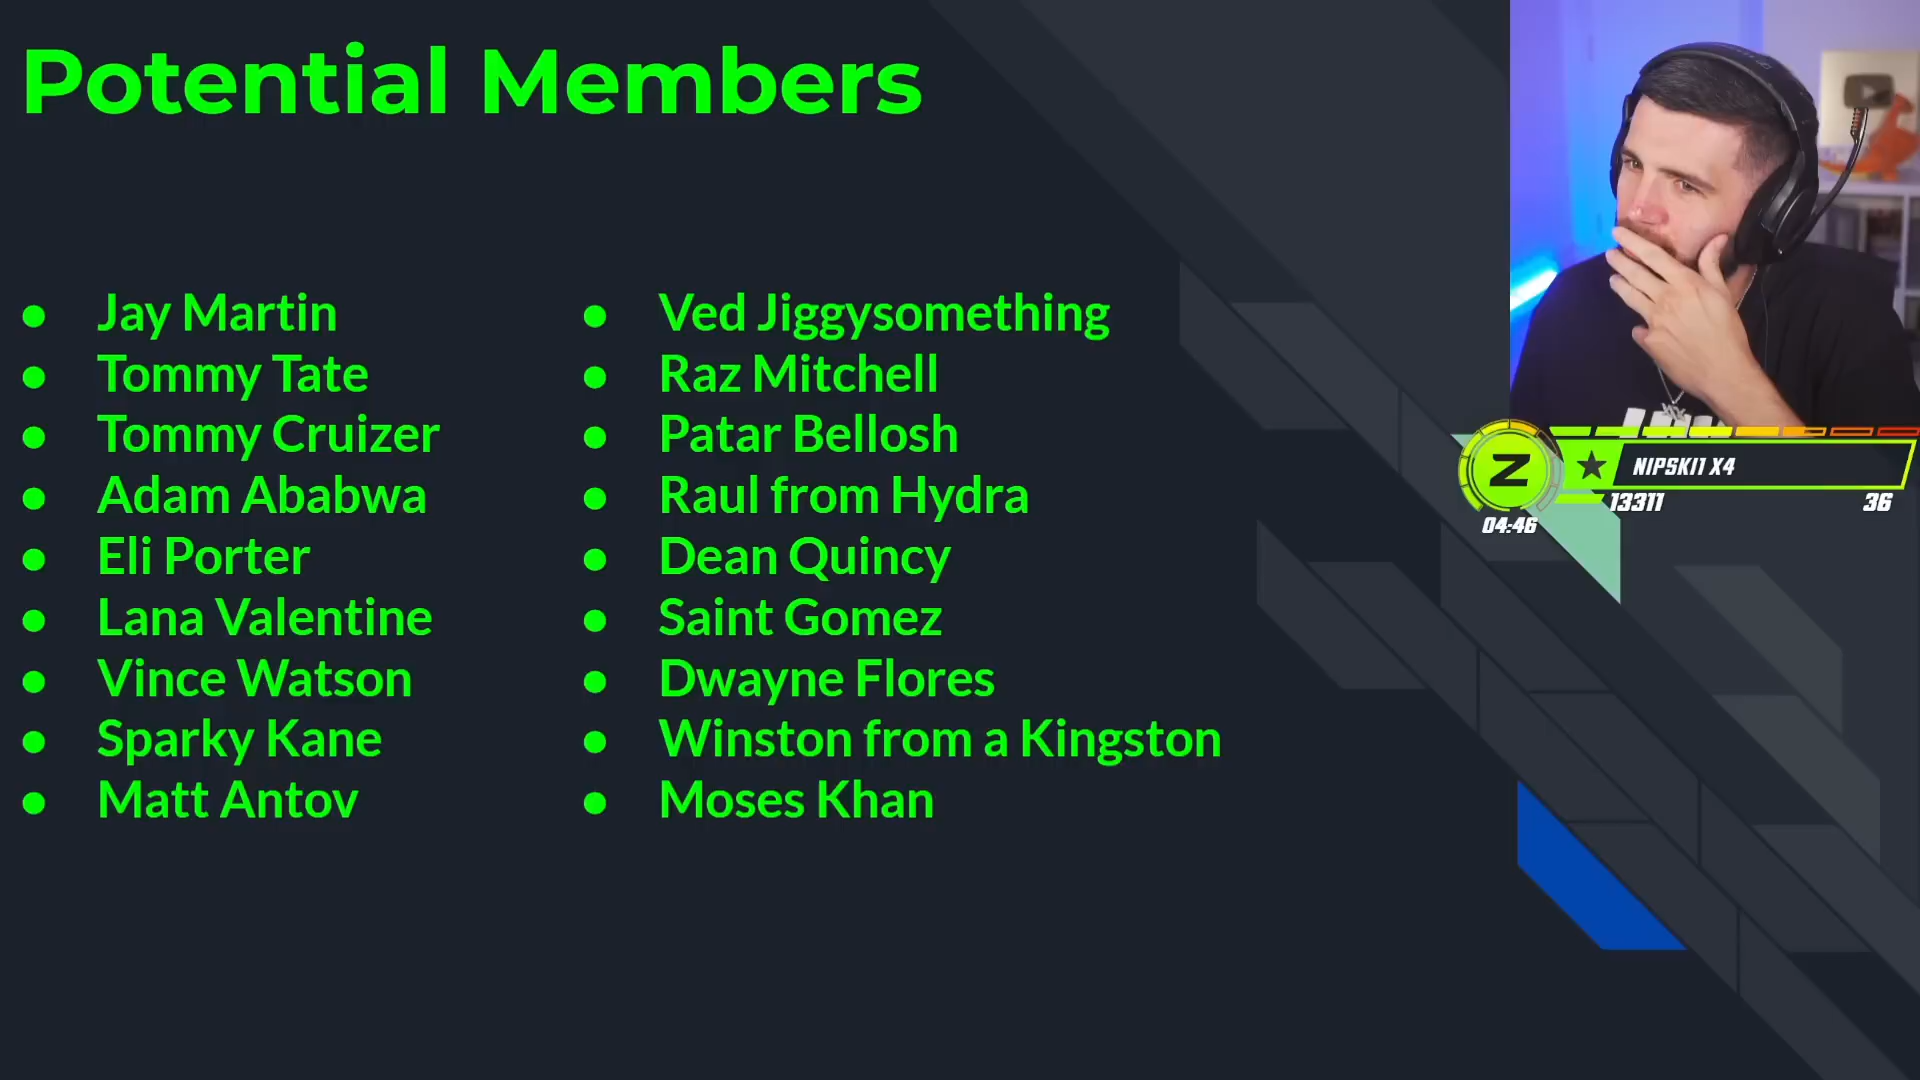 Potential Members
Jay Martin
Tommy Tate
Tommy Cruizer
Adam Ababwa
Eli Porter
Lana Valentine
Vince Watson
Sparky Kane
Matt Antov
Ved Jiggysomething
Raz Mitchell
Patar Bellosh
Raul from Hydra
Dean Quincy
Saint Gomez
Dwayne Flores
Winston from a Kingston
Moses Khan
Z
NIPSKI1 X4
13311
36
04:46